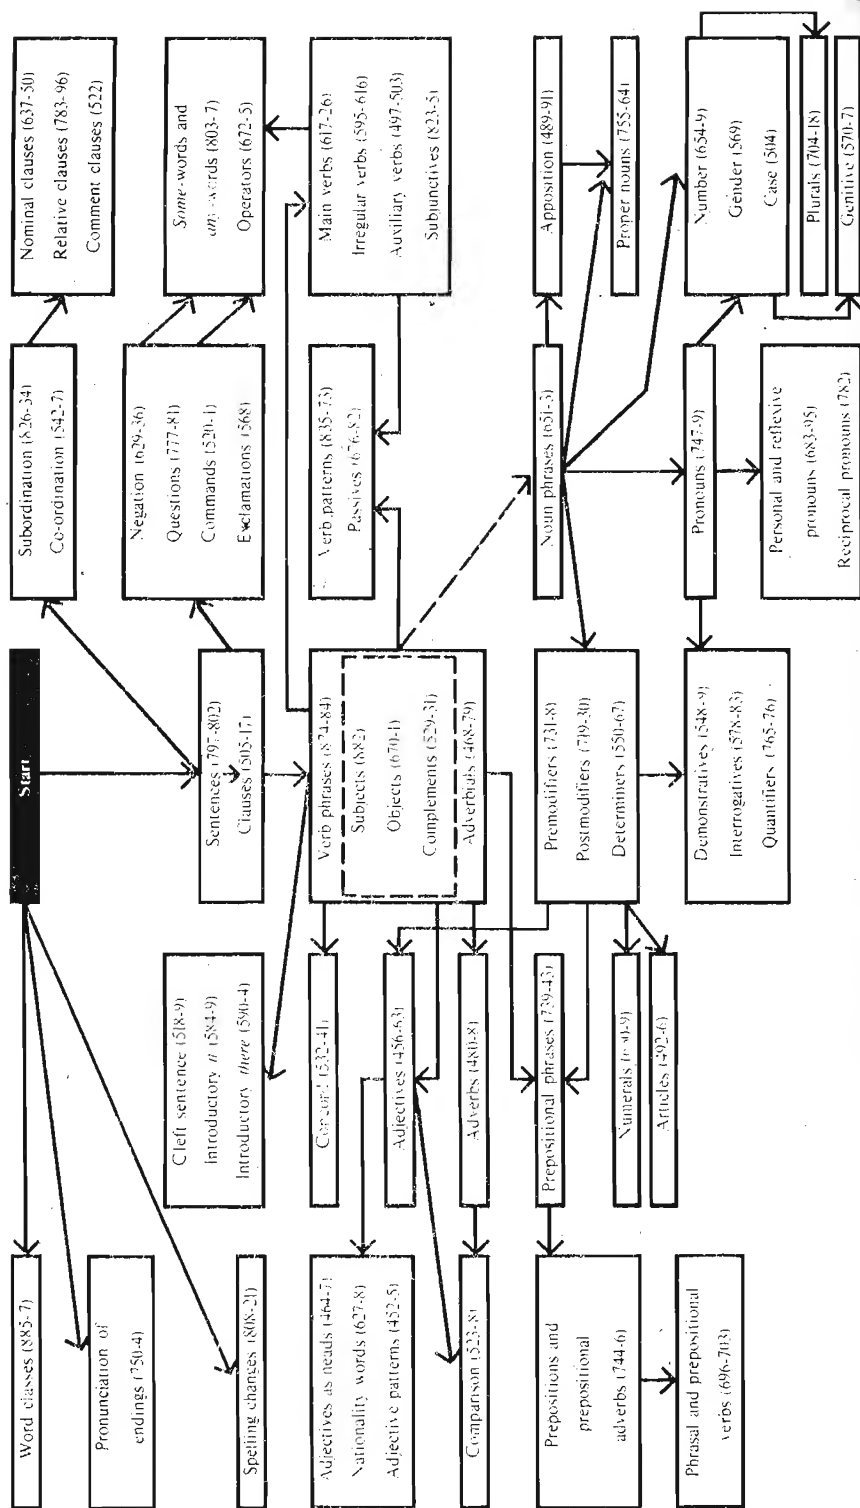 Word classes (885-7)
Start
Subordination (826-34)
Co-ordination (542-7)
Nominal clauses (637-50)
Relative clauses (783-96)
Comment clauses (522)
Pronunciation of
endings (750-4)
Spelling changes (808-21)
Cleft sentence (518-9)
Introductory it (584-9)
Introductory there (590-4)
Sentences (797-802)
Clauses (505-17)
Negation (629-36)
Questions (777-81)
Commands (520-1)
Exclamations (568)
Some-words and
any-words (803-7)
Operators (672-5)
Adjectives as heads (464-7)
Nationality words (627-8)
Adjective patterns (452-5)
Concord (532-41)
Adjectives (456-63)
Verb phrases (874-84)
Subjects (882)
Objects (670-1)
Complements (529-31)
Adverbials (468-79)
Verb patterns (835-73)
Passives (676-82)
Main verbs (617-26)
Irregular verbs (595-616)
Auxiliary verbs (497-503)
Subjunctives (823-5)
Comparison (523-8)
Adverbs (480-8)
Prepositions and
prepositional
adverbs (744-6)
Prepositional phrases (739-43)
Premodifiers (731-8)
Postmodifiers (719-30)
Determiners (550-67)
Noun phrases (651-3)
Apposition (489-91)
Proper nouns (755-64)
Numerals
Articles (492-6)
Phrasal and prepositional
verbs (696-703)
Demonstratives (548-9)
Interrogatives (578-83)
Quantifiers (765-76)
Pronouns (747-9)
Number (654-9)
Gender (569)
Case (504)
Personal and reflexive
pronouns (683-95)
Reciprocal pronouns (782)
Plurals (704-18)
Genitive (570-7)